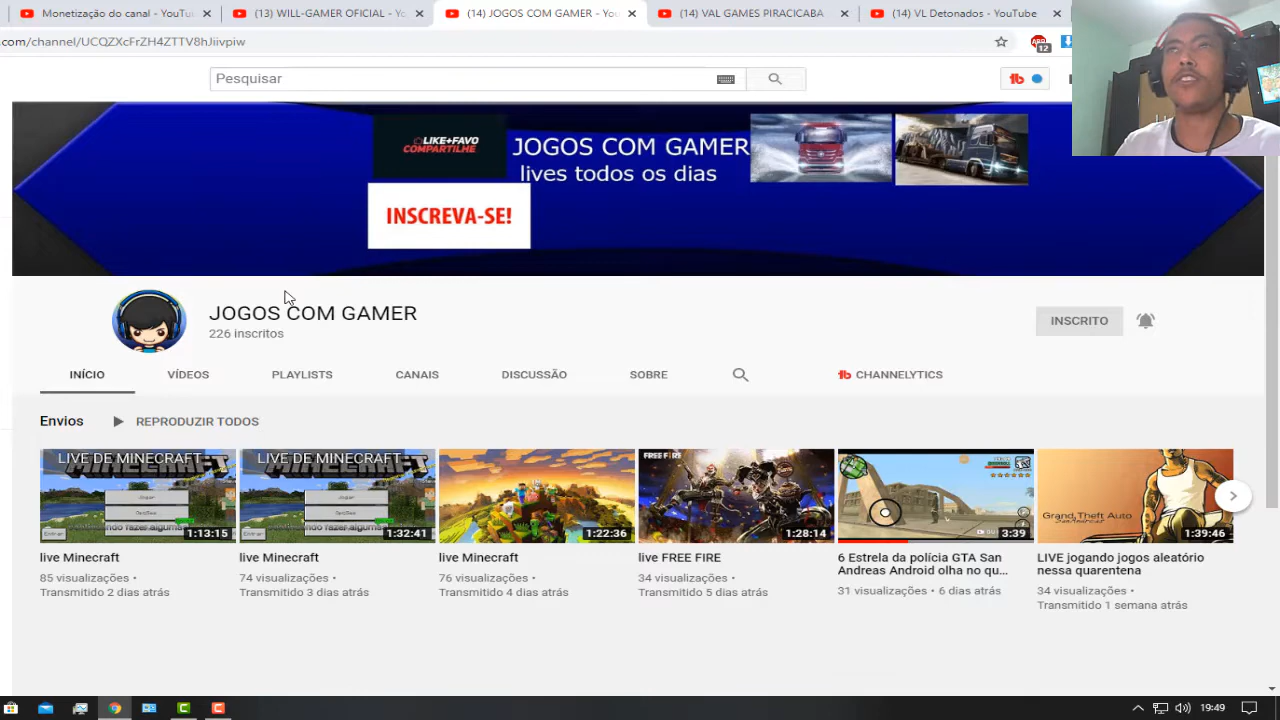 Monetização do canal - YouTu
(13) WILL-GAMER OFICIAL - Yo
(14) JOGOS COM GAMER - You
(14) VAL GAMES PIRACICABA
(14) VL Detonados - YouTube
com/channel/UCQZXcFrZH4ZTTV8hJiivpiw
12
Pesquisar
LIKE+FAVO
COMPARTILHE
JOGOS COM GAMER
lives todos os dias
INSCREVA-SE!
JOGOS COM GAMER
226 inscritos
INSCRITO
INÍCIO
VÍDEOS
PLAYLISTS
CANAIS
DISCUSSÃO
SOBRE
CHANNELYTICS
Envios
REPRODUZIR TODOS
LIVE DE MINECRAFT
Jogar
Opções
Entrar
1:13:15
LIVE DE MINECRAFT
Jogar
Opções
Entrar
1:32:41
1:22:36
FREE FIRE
1:28:14
3:39
Grand Theft Auto
1:39:46
live Minecraft
85 visualizações •
Transmitido 2 dias atrás
live Minecraft
74 visualizações •
Transmitido 3 dias atrás
live Minecraft
76 visualizações •
Transmitido 4 dias atrás
live FREE FIRE
34 visualizações •
Transmitido 5 dias atrás
6 Estrela da polícia GTA San
Andreas Android olha no qu...
31 visualizações • 6 dias atrás
LIVE jogando jogos aleatório
nessa quarentena
34 visualizações •
Transmitido 1 semana atrás
19:49